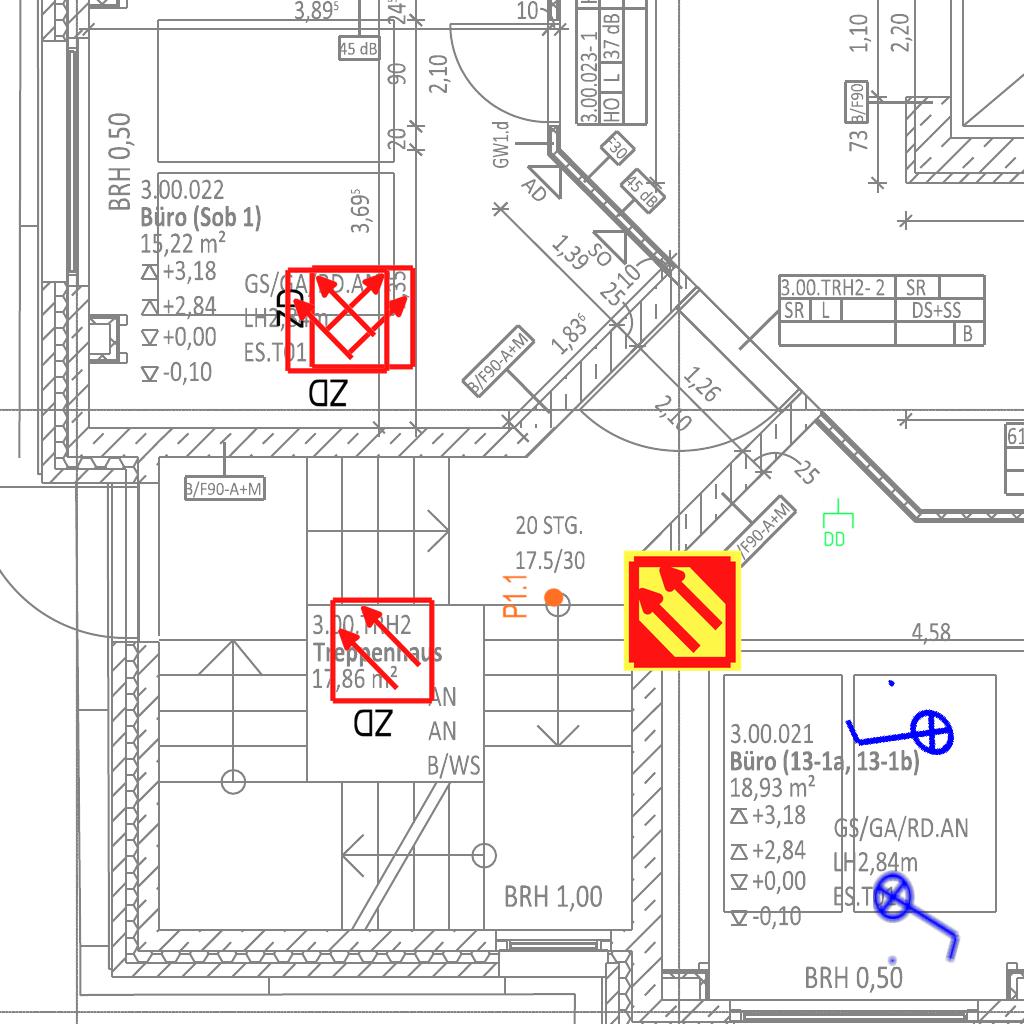 3,89⁵
24⁵
10
45 dB
90
2,10
20
BRH 0,50
3.00.023- 1
HO L 37 dB
GW1.d
F30
45 dB
AD
SO
1,10
2,20
B/F90
73
3.00.022
Büro (Sob 1)
15,22 m²
+3,18
+2,84
+0,00
-0,10
3,69⁵
GS/GA/RD.AN
LH2,84m
ES.T01
ZD
ZD
1,39
10
25
1,83⁶
B/F90-A+M
1,26
2,10
25
3.00.TRH2- 2 SR
SR L DS+SS
B
61
B/F90-A+M
20 STG.
17.5/30
B/F90-A+M
DD
P1.1
3.00.TRH2
Treppenhaus
17,86 m²
AN
AN
B/WS
ZD
4,58
3.00.021
Büro (13-1a, 13-1b)
18,93 m²
+3,18
+2,84
+0,00
-0,10
GS/GA/RD.AN
LH2,84m
ES.T01
BRH 1,00
BRH 0,50